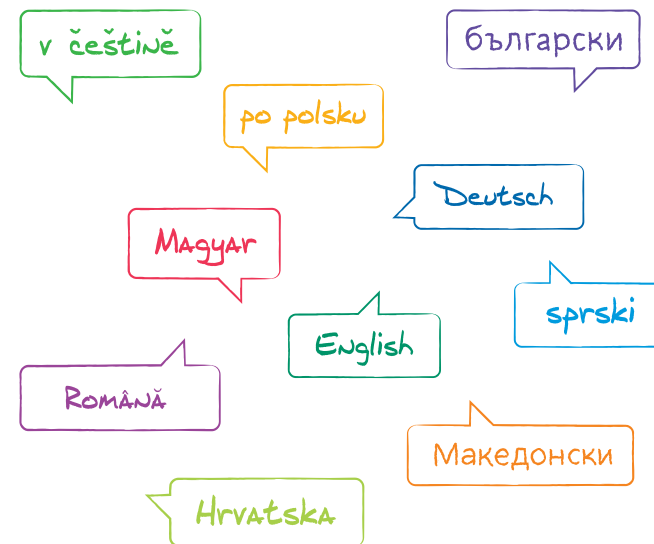 v češtině
български
po polsku
Deutsch
Magyar
sprski
English
Română
Македонски
Hrvatska